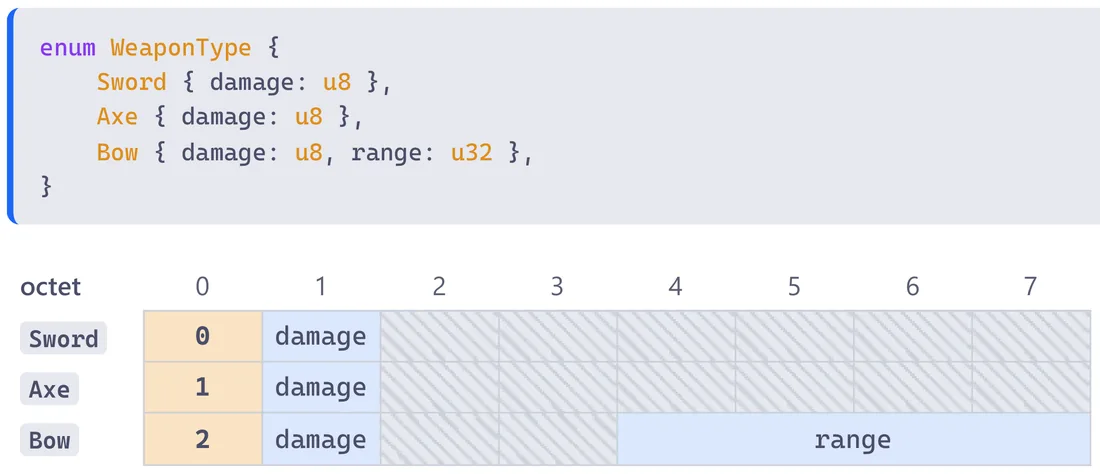 enum WeaponType {
    Sword { damage: u8 },
    Axe { damage: u8 },
    Bow { damage: u8, range: u32 },
}
octet 0 1 2 3 4 5 6 7
Sword 0 damage
Axe 1 damage
Bow 2 damage range